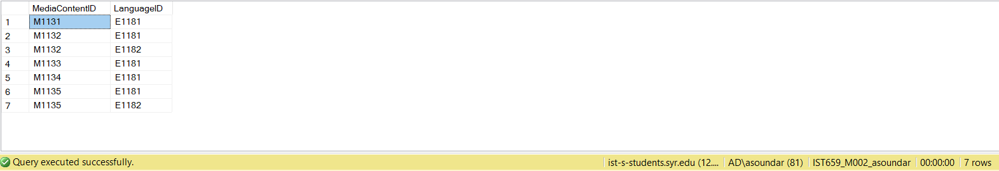 MediaContentID LanguageID
1 M1131 E1181
2 M1132 E1181
3 M1132 E1182
4 M1133 E1181
5 M1134 E1181
6 M1135 E1181
7 M1135 E1182
Query executed successfully. ist-s-students.syr.edu (12.... AD\asoundar (81) IST659_M002_asoundar 00:00:00 7 rows